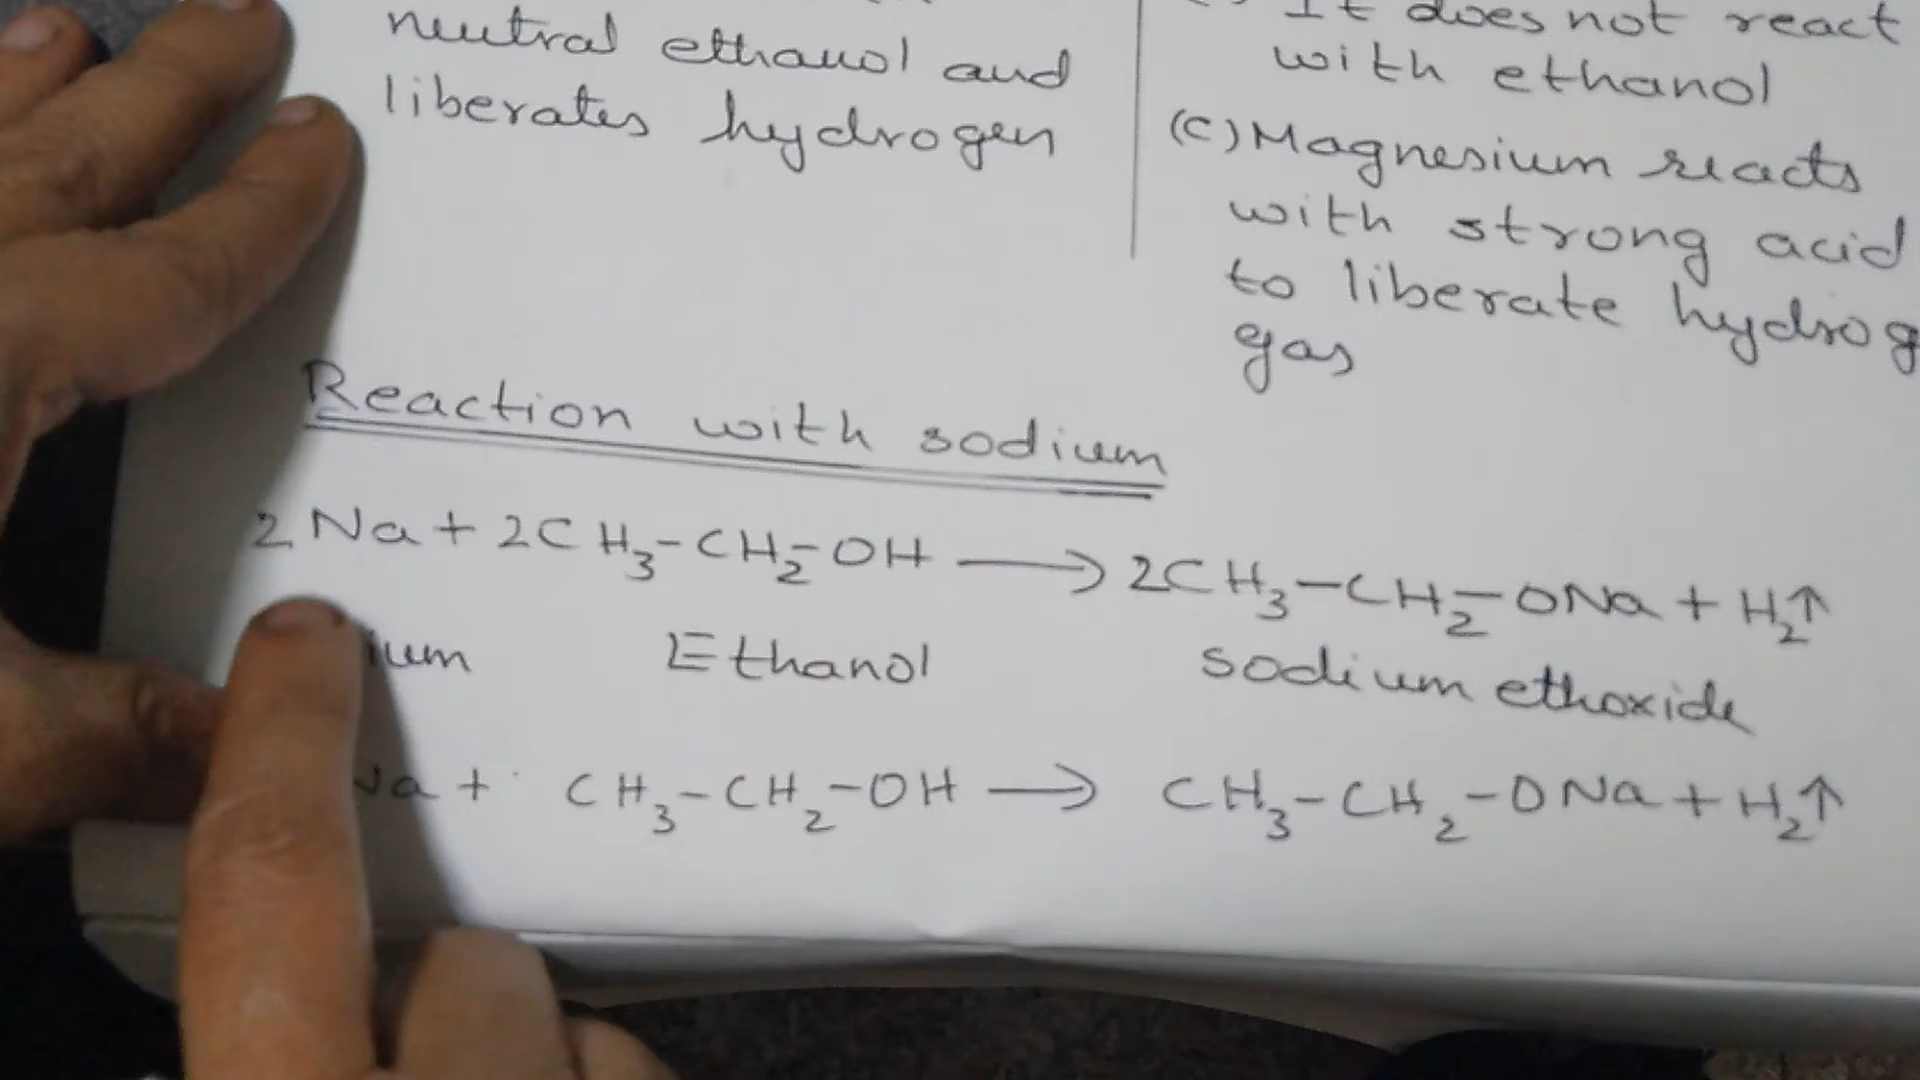 neutral ethanol and
liberates hydrogen
It does not react
with ethanol
(C) Magnesium reacts
with strong acid
to liberate hydrog
gas
Reaction with sodium
2Na + 2CH₃-CH₂-OH ⟶ 2CH₃-CH₂-ONa + H₂↑
ium Ethanol sodium ethoxide
Na + CH₃-CH₂-OH ⟶ CH₃-CH₂-ONa + H₂↑